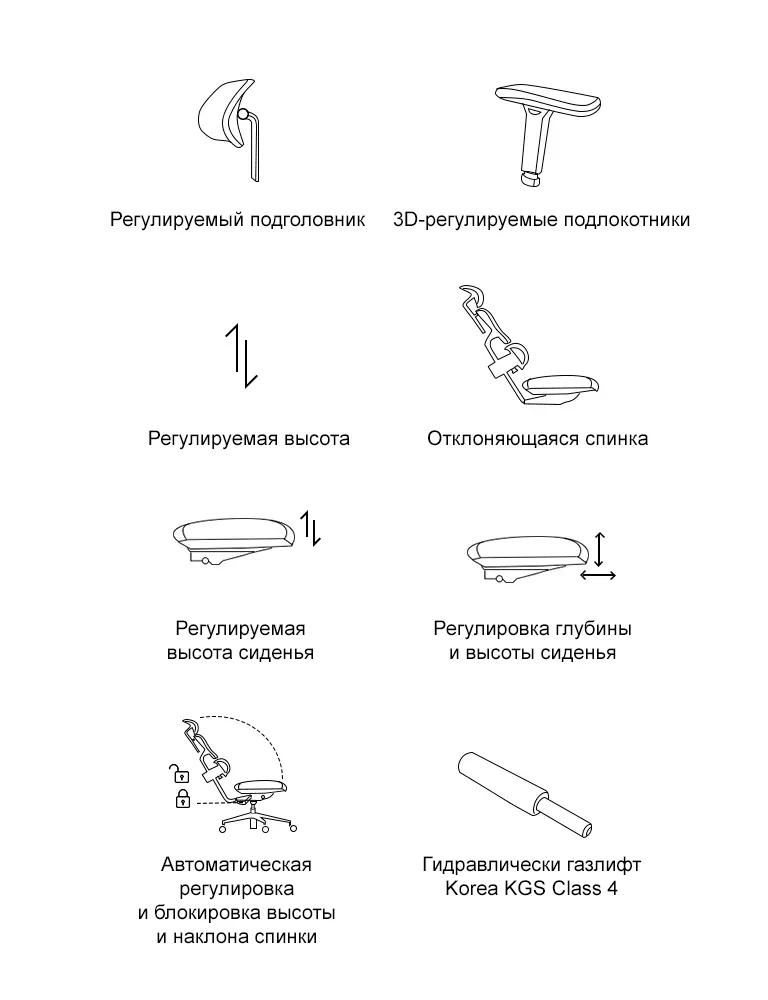 Регулируемый подголовник
3D-регулируемые подлокотники
Регулируемая высота
Отклоняющаяся спинка
Регулируемая
высота сиденья
Регулировка глубины
и высоты сиденья
Автоматическая
регулировка
и блокировка высоты
и наклона спинки
Гидравлически газлифт
Korea KGS Class 4